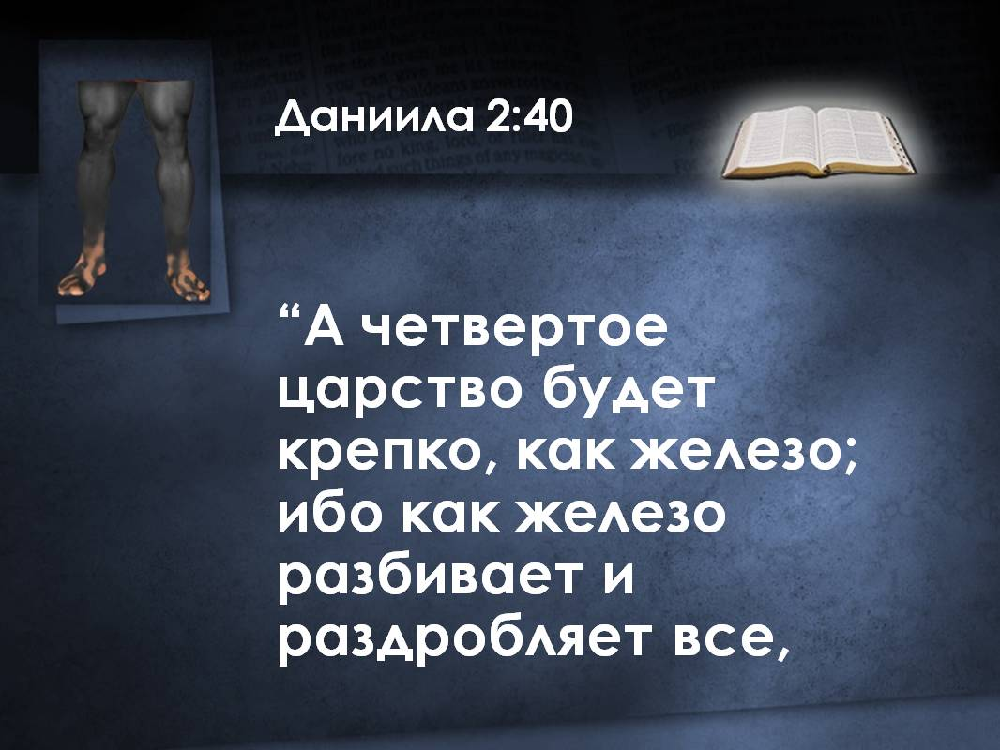 Даниила 2:40
“А четвертое
царство будет
крепко, как железо;
ибо как железо
разбивает и
раздробляет все,